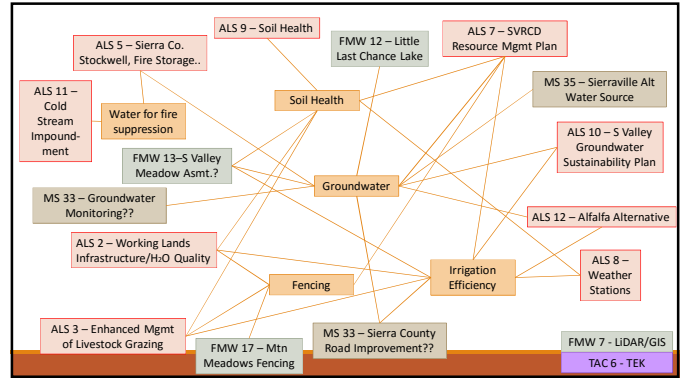 ALS 9 – Soil Health
ALS 7 – SVRCD
Resource Mgmt Plan
ALS 5 – Sierra Co.
Stockwell, Fire Storage..
FMW 12 – Little
Last Chance Lake
ALS 11 –
Cold
Stream
Impound-
ment
Water for fire
suppression
Soil Health
MS 35 – Sierraville Alt
Water Source
FMW 13–S Valley
Meadow Asmt.?
ALS 10 – S Valley
Groundwater
Sustainability Plan
MS 33 – Groundwater
Monitoring??
Groundwater
ALS 12 – Alfalfa Alternative
ALS 2 – Working Lands
Infrastructure/H2O Quality
Fencing
Irrigation
Efficiency
ALS 8 –
Weather
Stations
ALS 3 – Enhanced Mgmt
of Livestock Grazing
FMW 17 – Mtn
Meadows Fencing
MS 33 – Sierra County
Road Improvement??
FMW 7 - LiDAR/GIS
TAC 6 - TEK